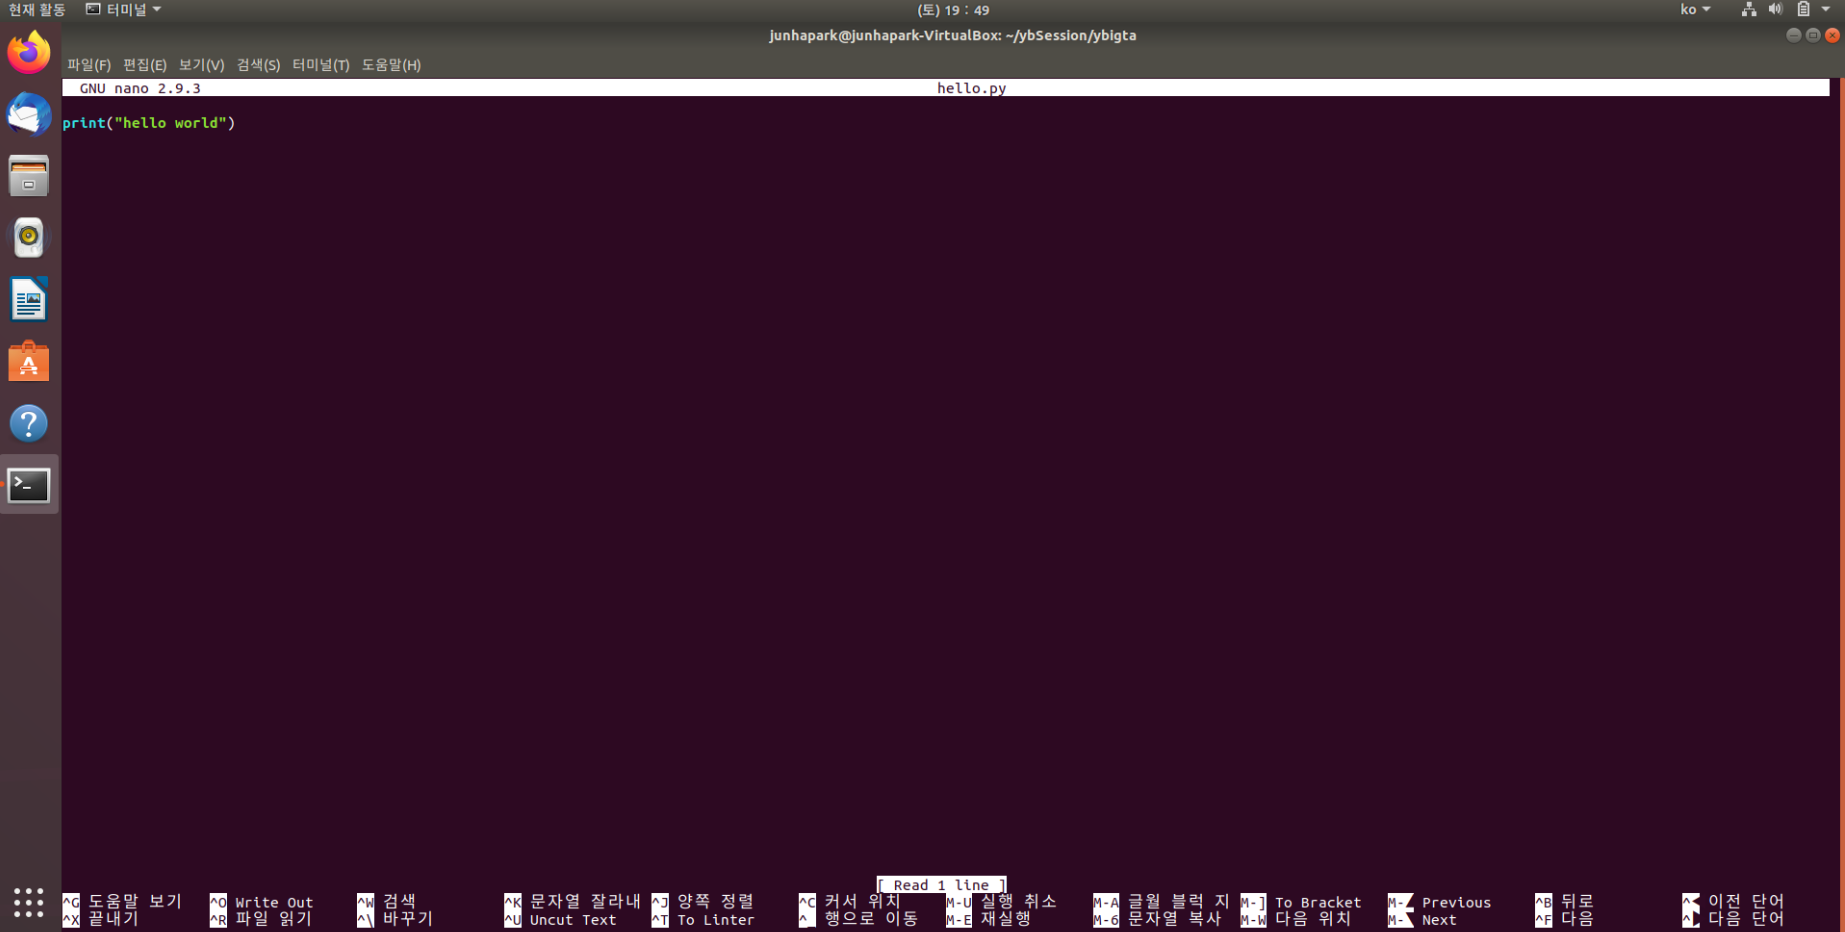 현재 활동 터미널 (토) 19 : 49 ko
junhapark@junhapark-VirtualBox: ~/ybSession/ybigta
파일(F) 편집(E) 보기(V) 검색(S) 터미널(T) 도움말(H)
GNU nano 2.9.3 hello.py
print("hello world")
[ Read 1 line ]
^G 도움말 보기 ^O Write Out ^W 검색 ^K 문자열 잘라내 ^J 양쪽 정렬 ^C 커서 위치 M-U 실행 취소 M-A 글월 블럭 지 M-] To Bracket M- Previous ^B 뒤로 ^ 이전 단어
^X 끝내기 ^R 파일 읽기 ^\ 바꾸기 ^U Uncut Text ^T To Linter ^_ 행으로 이동 M-E 재실행 M-6 문자열 복사 M-W 다음 위치 M- Next ^F 다음 ^ 다음 단어